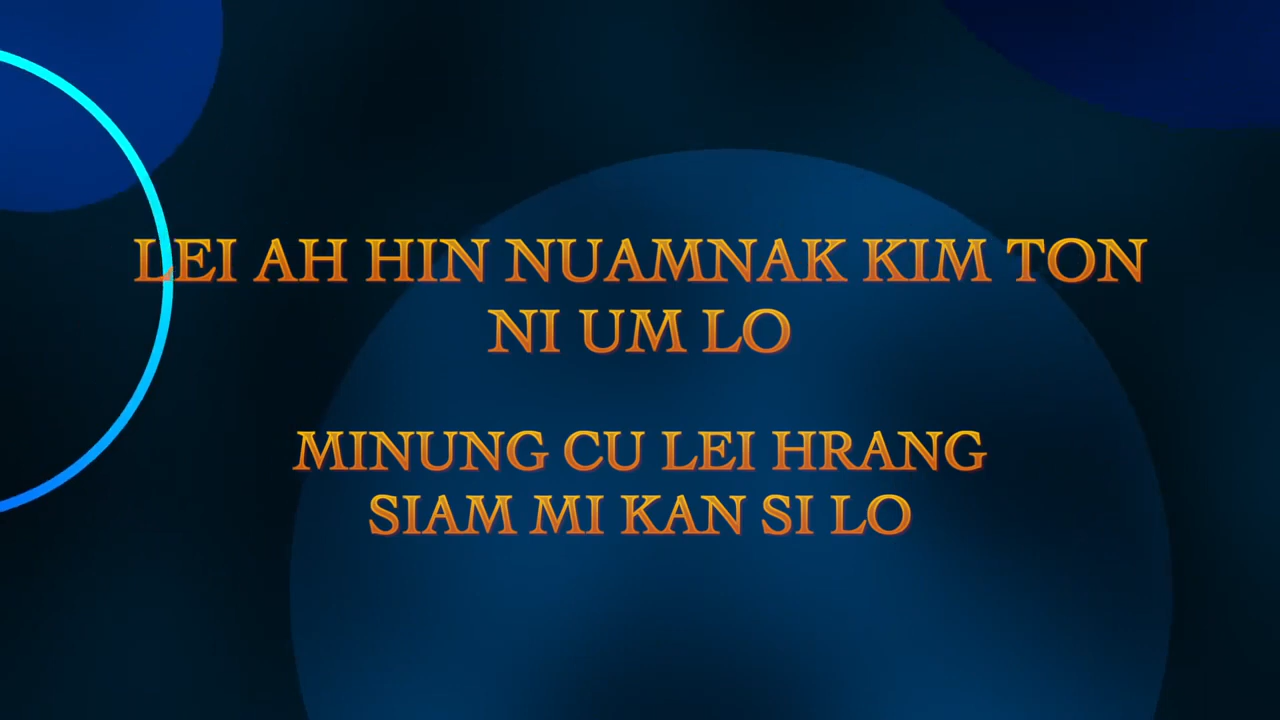 LEI AH HIN NUAMNAK KIM TON
NI UM LO
MINUNG CU LEI HRANG
SIAM MI KAN SI LO